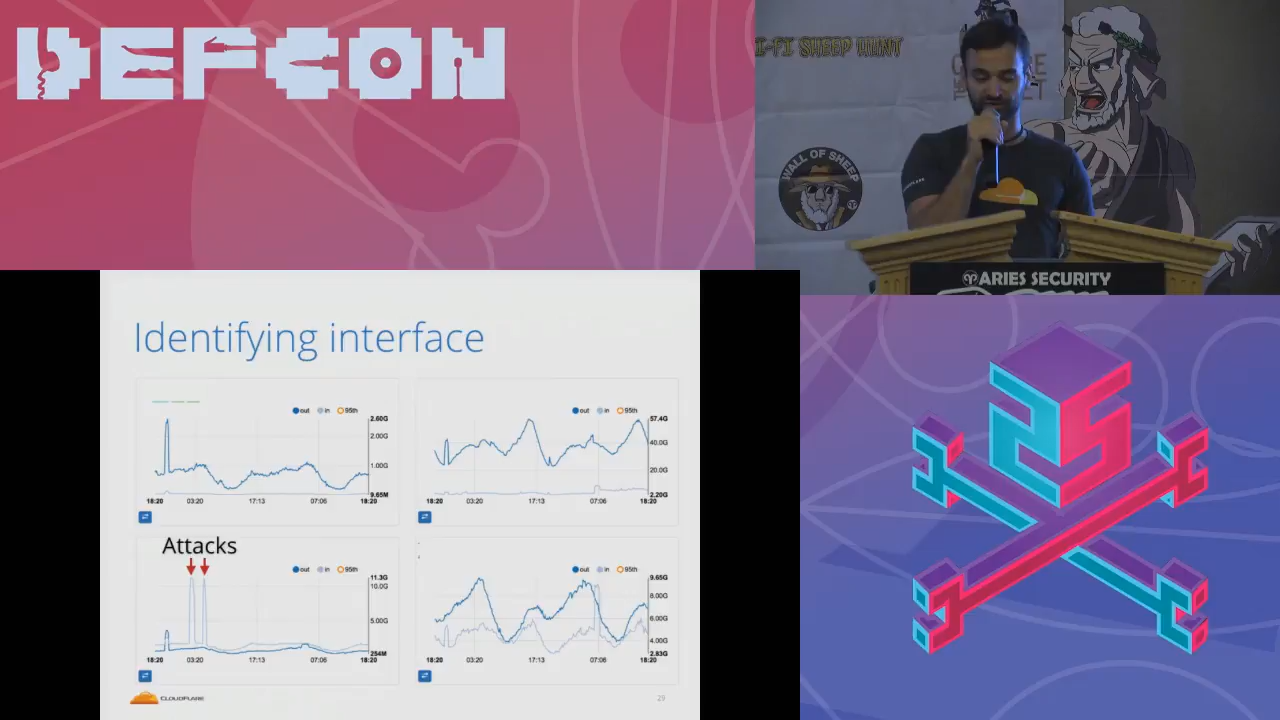 DEFCON
I-FI SHEEP HUNT
WALL OF SHEEP
ARIES SECURITY
25
Identifying interface
out in 95th
2.60G
2.00G
1.00G
9.65M
18:20 03:20 17:13 07:06 18:20
out in 95th
57.4G
40.0G
20.0G
2.20G
18:20 03:20 17:13 07:06 18:20
Attacks
out in 95th
11.3G
10.0G
5.00G
254M
18:20 03:20 17:13 07:06 18:20
out in 95th
9.65G
8.00G
6.00G
4.00G
2.83G
18:20 03:20 17:13 07:06 18:20
CLOUDFLARE
29